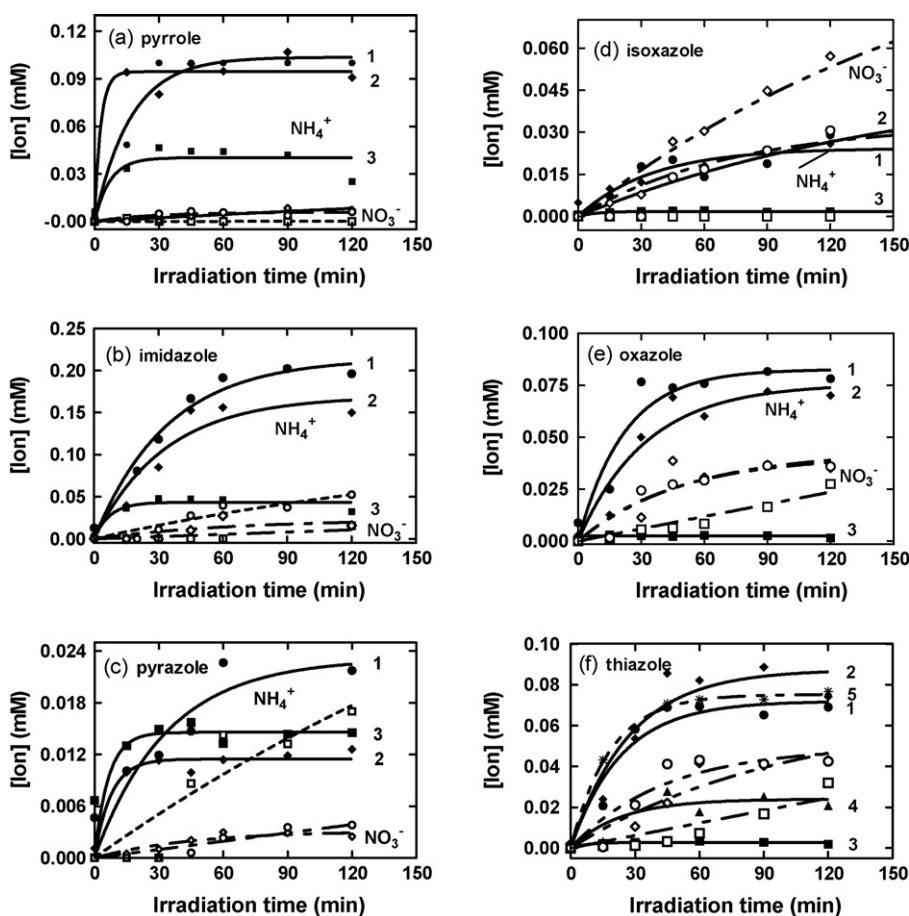 (a) pyrrole
[Ion] (mM)
0.12
0.09
0.06
0.03
-0.00
1
2
NH₄⁺
3
NO₃⁻
0 30 60 90 120 150
Irradiation time (min)
(b) imidazole
[Ion] (mM)
0.25
0.20
0.15
0.10
0.05
0.00
1
2
NH₄⁺
3
NO₃⁻
0 30 60 90 120 150
Irradiation time (min)
(c) pyrazole
[Ion] (mM)
0.024
0.018
0.012
0.006
0.000
1
NH₄⁺
3
2
NO₃⁻
0 30 60 90 120 150
Irradiation time (min)
(d) isoxazole
[Ion] (mM)
0.060
0.045
0.030
0.015
0.000
NO₃⁻
2
1
NH₄⁺
3
0 30 60 90 120 150
Irradiation time (min)
(e) oxazole
[Ion] (mM)
0.100
0.075
0.050
0.025
0.000
1
NH₄⁺ 2
NO₃⁻
3
0 30 60 90 120 150
Irradiation time (min)
(f) thiazole
[Ion] (mM)
0.10
0.08
0.06
0.04
0.02
0.00
2
5
1
4
3
0 30 60 90 120 150
Irradiation time (min)